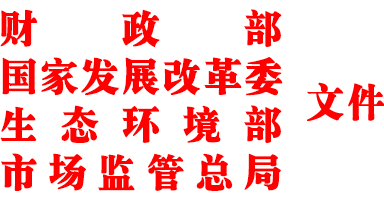 财政部
国家发展改革委
生态环境部
市场监管总局
文件